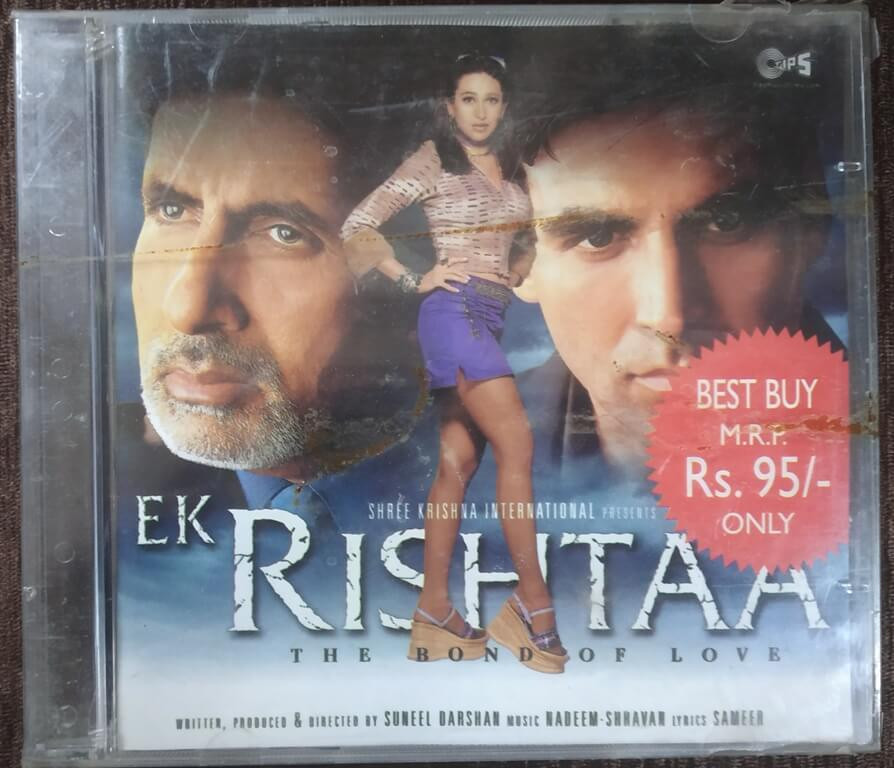 TIPS
BEST BUY
M.R.P.
Rs. 95/-
ONLY
SHREE KRISHNA INTERNATIONAL PRESENTS
EK RISHTAA
THE BOND OF LOVE
WRITTEN, PRODUCED & DIRECTED BY SUNEEL DARSHAN MUSIC NADEEM-SHRAVAN LYRICS SAMEER